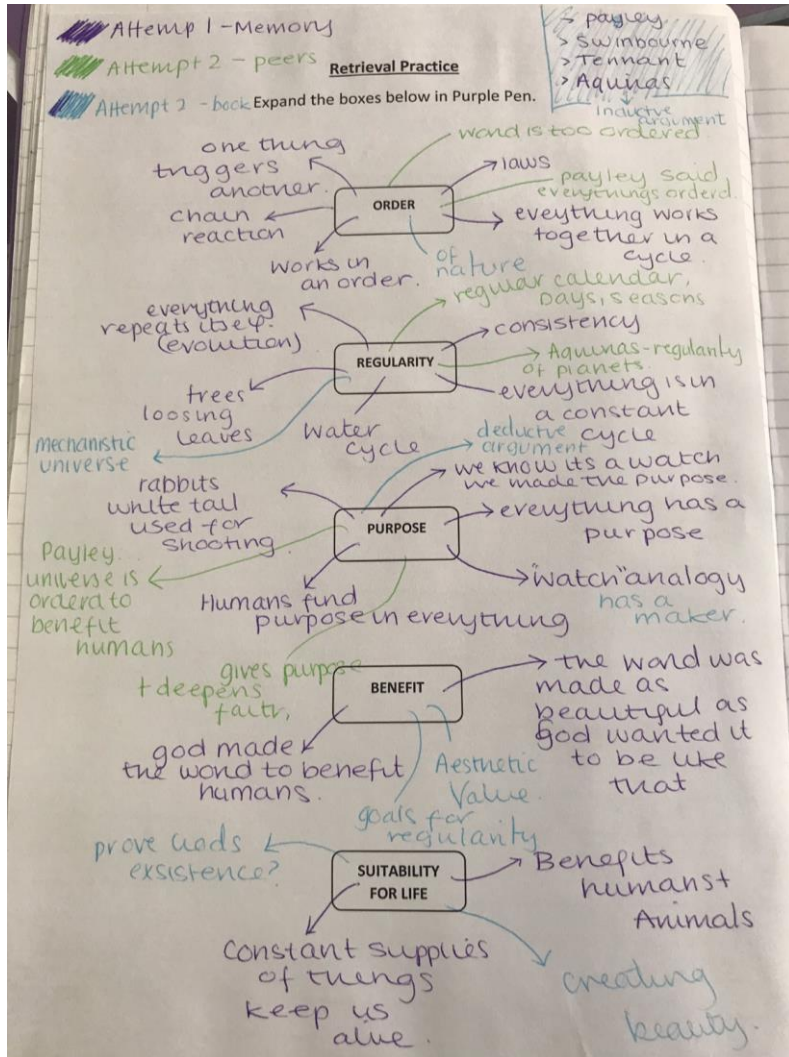 Attemp 1 - Memory
Attempt 2 - peers
Retrieval Practice
Attempt 3 - book
Expand the boxes below in Purple Pen.
> payley
> Swinbourne
> Tennant
> Aquinas
inductive
argument
ORDER
word is too ordered
one thing
triggers
another.
laws
payley said
everythings orderd
chain
reaction
eveything works
together in a
cycle.
works in
an order.
of
nature
REGULARITY
regular calendar,
Days, seasons
everything
repeats itself.
(evolution)
consistency
Aquinas - regularity
of planets.
trees
loosing
leaves
everything is in
a constant
cycle
water
cycle
mechanistic
universe
PURPOSE
deductive
argument
we know its a watch
we made the purpose.
rabbits
white tail
used for
shooting.
everything has a
purpose
Payley
universe is
orderd to
benefit
humans
Humans find
purpose in everything
"watch" analogy
has a
maker.
gives purpose
+ deepens
faith,
BENEFIT
the world was
made as
beautiful as
god wanted it
to be like
that
god made
the world to benefit
humans.
Aesthetic
Value.
goals for
regularity
SUITABILITY
FOR LIFE
prove Gods
exsistence?
Benefits
humans +
Animals
constant supplies
of things
keep us
alive.
creating
beauty.